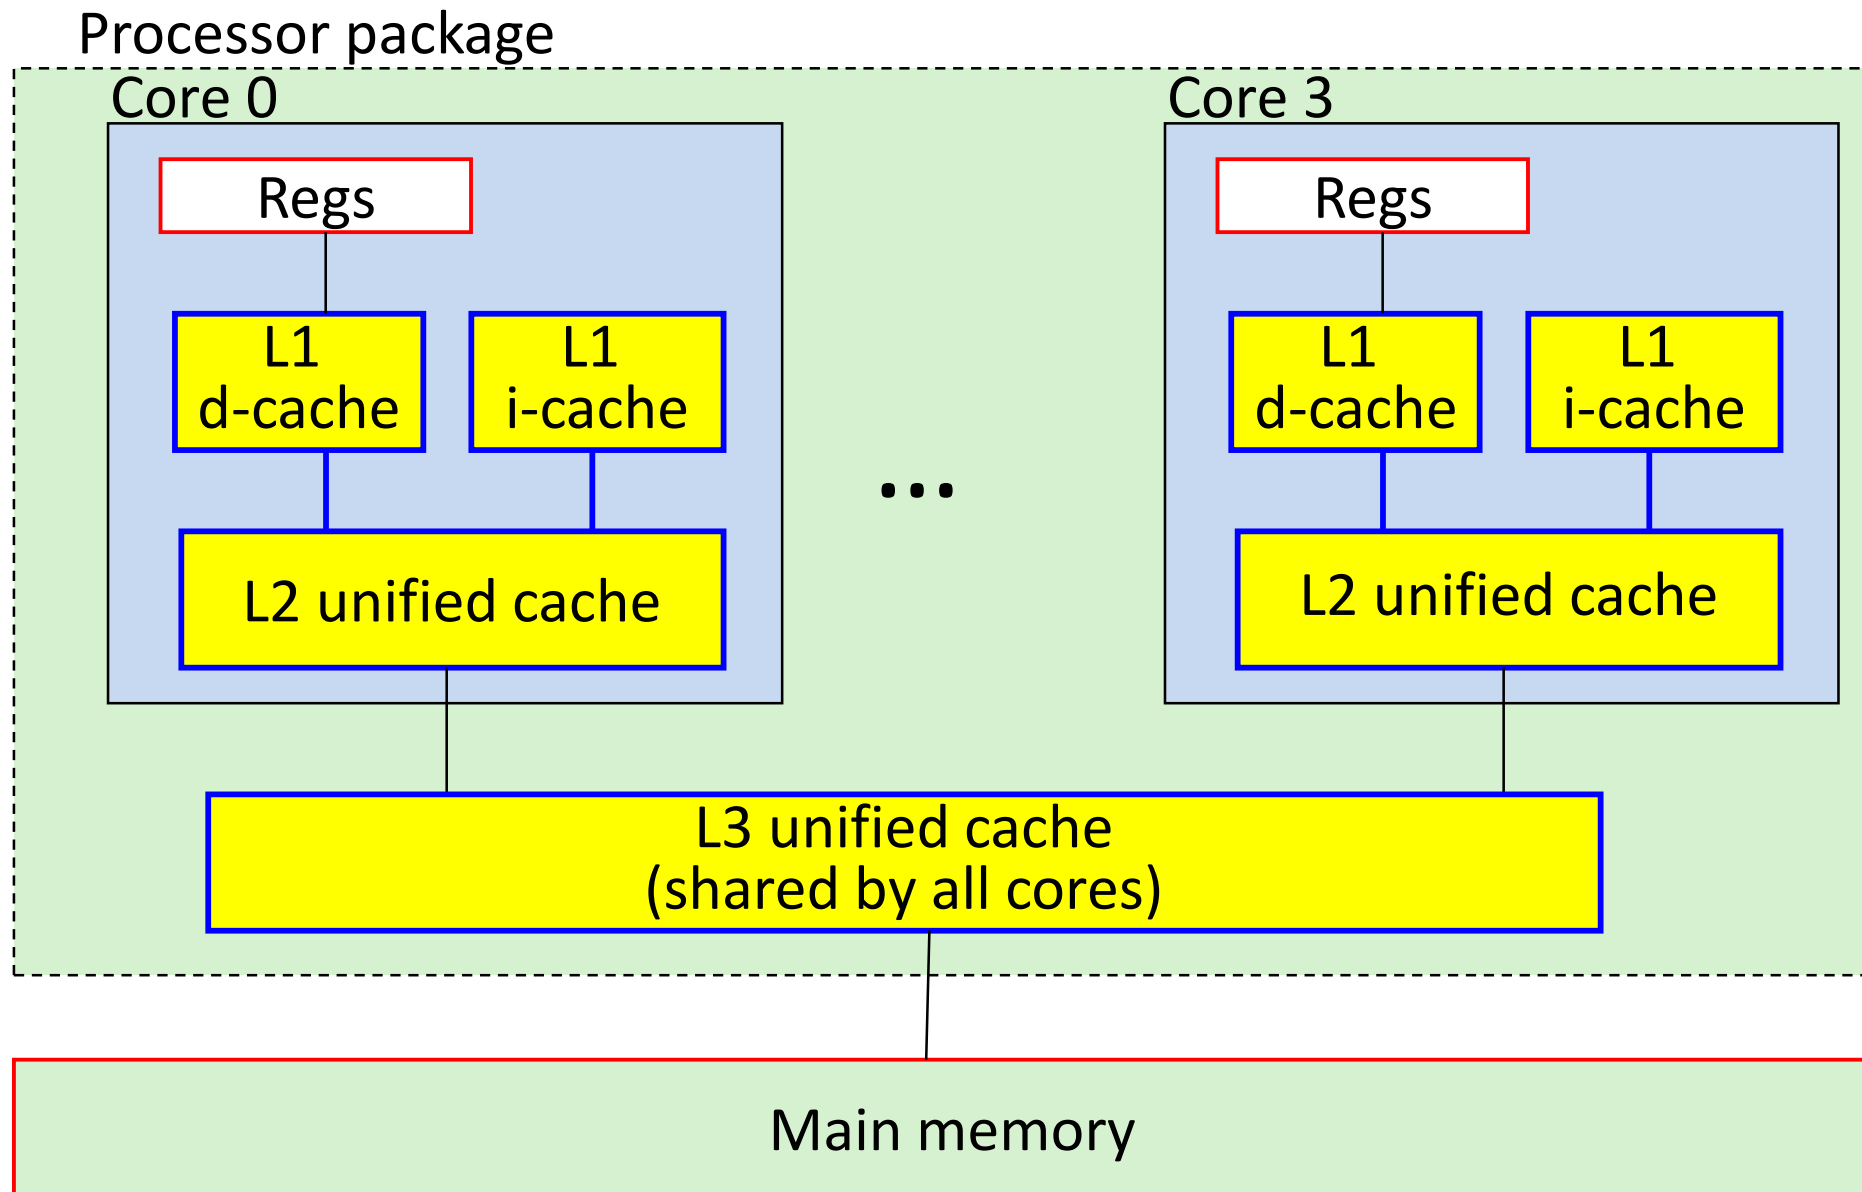 Processor package
Core 0
Regs
L1
d-cache
L1
i-cache
L2 unified cache
...
Core 3
Regs
L1
d-cache
L1
i-cache
L2 unified cache
L3 unified cache
(shared by all cores)
Main memory